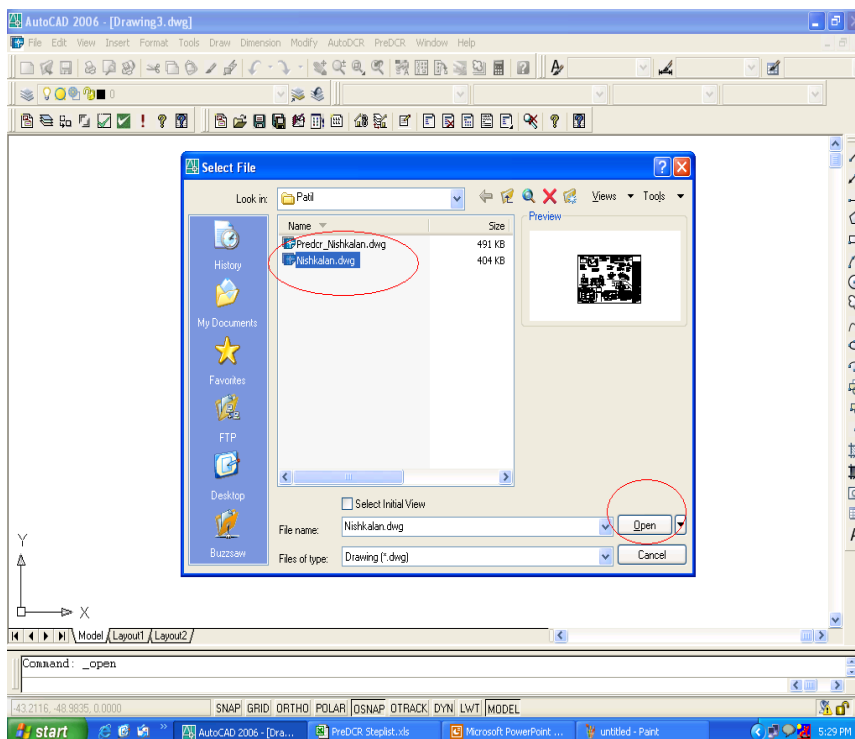 AutoCAD 2006 - [Drawing3.dwg]
File Edit View Insert Format Tools Draw Dimension Modify AutoDCR PreDCR Window Help
0
Select File
Look in: Patil Views Tools
Name Size Preview
Predcr_Nishkalan.dwg 491 KB
Nishkalan.dwg 404 KB
History
My Documents
Favorites
FTP
Desktop
Buzzsaw
Select Initial View
File name: Nishkalan.dwg Open
Files of type: Drawing (*.dwg) Cancel
Y
X
Model Layout1 Layout2
Command: _open
-43.2116, -48.9835, 0.0000 SNAP GRID ORTHO POLAR OSNAP OTRACK DYN LWT MODEL
start AutoCAD 2006 - [Dra... PreDCR Steplist.xls Microsoft PowerPoint ... untitled - Paint 5:29 PM